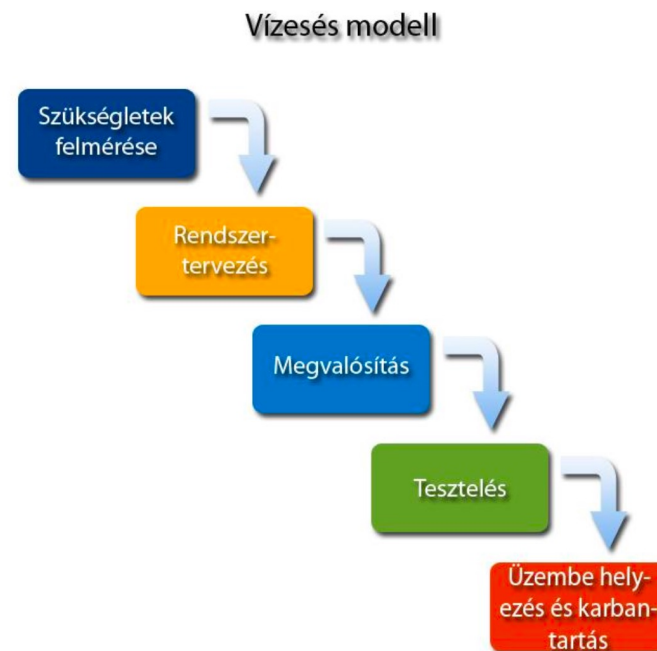 Vízesés modell
Szükségletek
felmérése
Rendszer-
tervezés
Megvalósítás
Tesztelés
Üzembe hely-
ezés és karban-
tartás